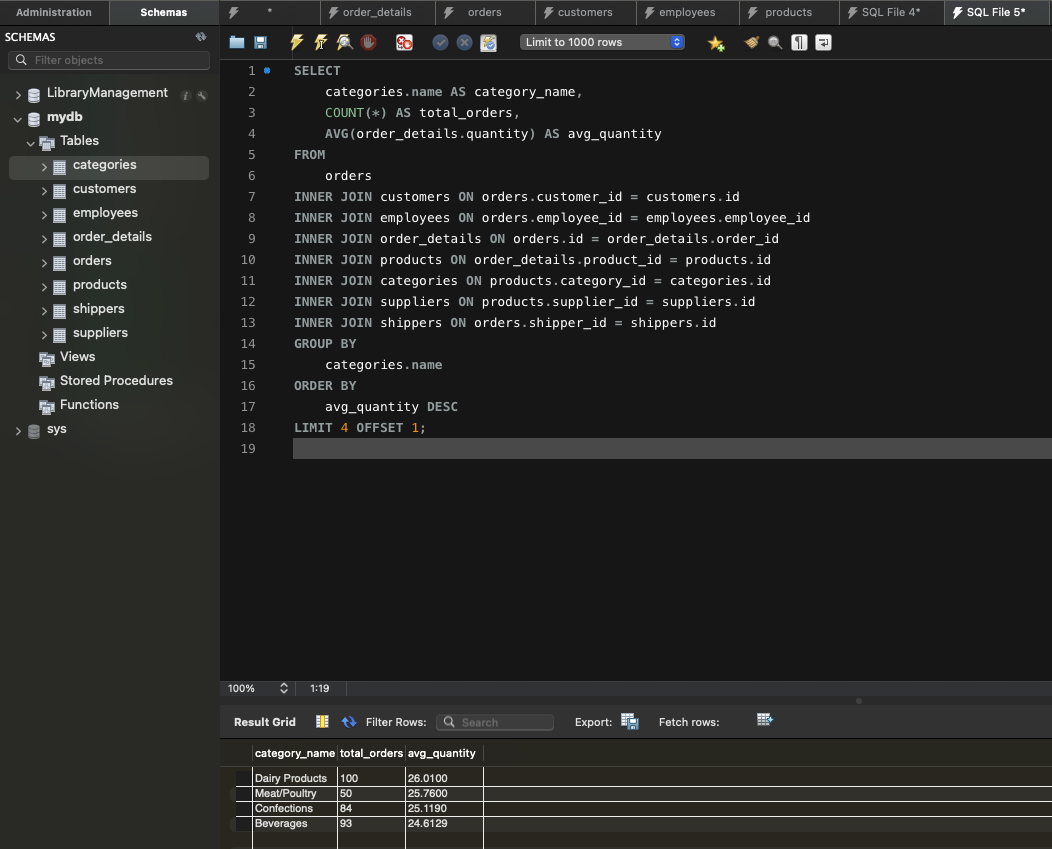 Administration Schemas * order_details orders customers employees products SQL File 4* SQL File 5*
SCHEMAS
Filter objects
LibraryManagement
mydb
Tables
categories
customers
employees
order_details
orders
products
shippers
suppliers
Views
Stored Procedures
Functions
sys
Limit to 1000 rows
1 SELECT
2 categories.name AS category_name,
3 COUNT(*) AS total_orders,
4 AVG(order_details.quantity) AS avg_quantity
5 FROM
6 orders
7 INNER JOIN customers ON orders.customer_id = customers.id
8 INNER JOIN employees ON orders.employee_id = employees.employee_id
9 INNER JOIN order_details ON orders.id = order_details.order_id
10 INNER JOIN products ON order_details.product_id = products.id
11 INNER JOIN categories ON products.category_id = categories.id
12 INNER JOIN suppliers ON products.supplier_id = suppliers.id
13 INNER JOIN shippers ON orders.shipper_id = shippers.id
14 GROUP BY
15 categories.name
16 ORDER BY
17 avg_quantity DESC
18 LIMIT 4 OFFSET 1;
19
100% 1:19
Result Grid Filter Rows: Search Export: Fetch rows:
category_name total_orders avg_quantity
Dairy Products 100 26.0100
Meat/Poultry 50 25.7600
Confections 84 25.1190
Beverages 93 24.6129